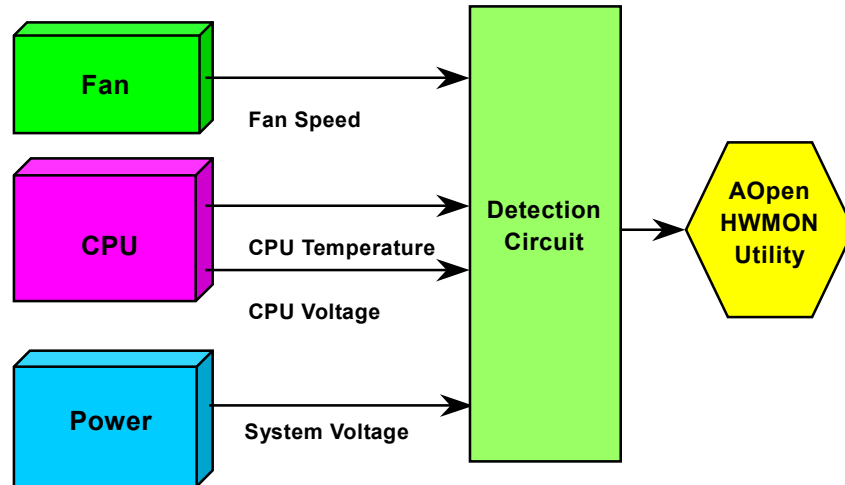 Fan
Fan Speed
CPU
CPU Temperature
CPU Voltage
Power
System Voltage
Detection
Circuit
AOpen
HWMON
Utility